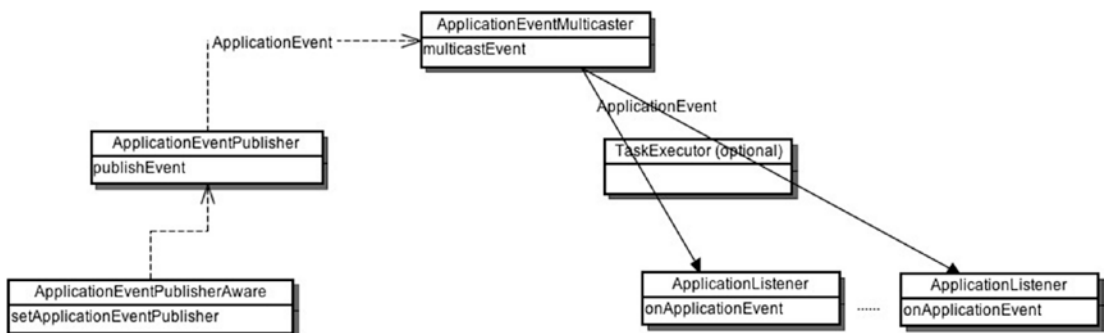 ApplicationEventMulticaster
multicastEvent
ApplicationEvent
ApplicationEvent
ApplicationEventPublisher
publishEvent
TaskExecutor (optional)
ApplicationEventPublisherAware
setApplicationEventPublisher
ApplicationListener
onApplicationEvent
......
ApplicationListener
onApplicationEvent